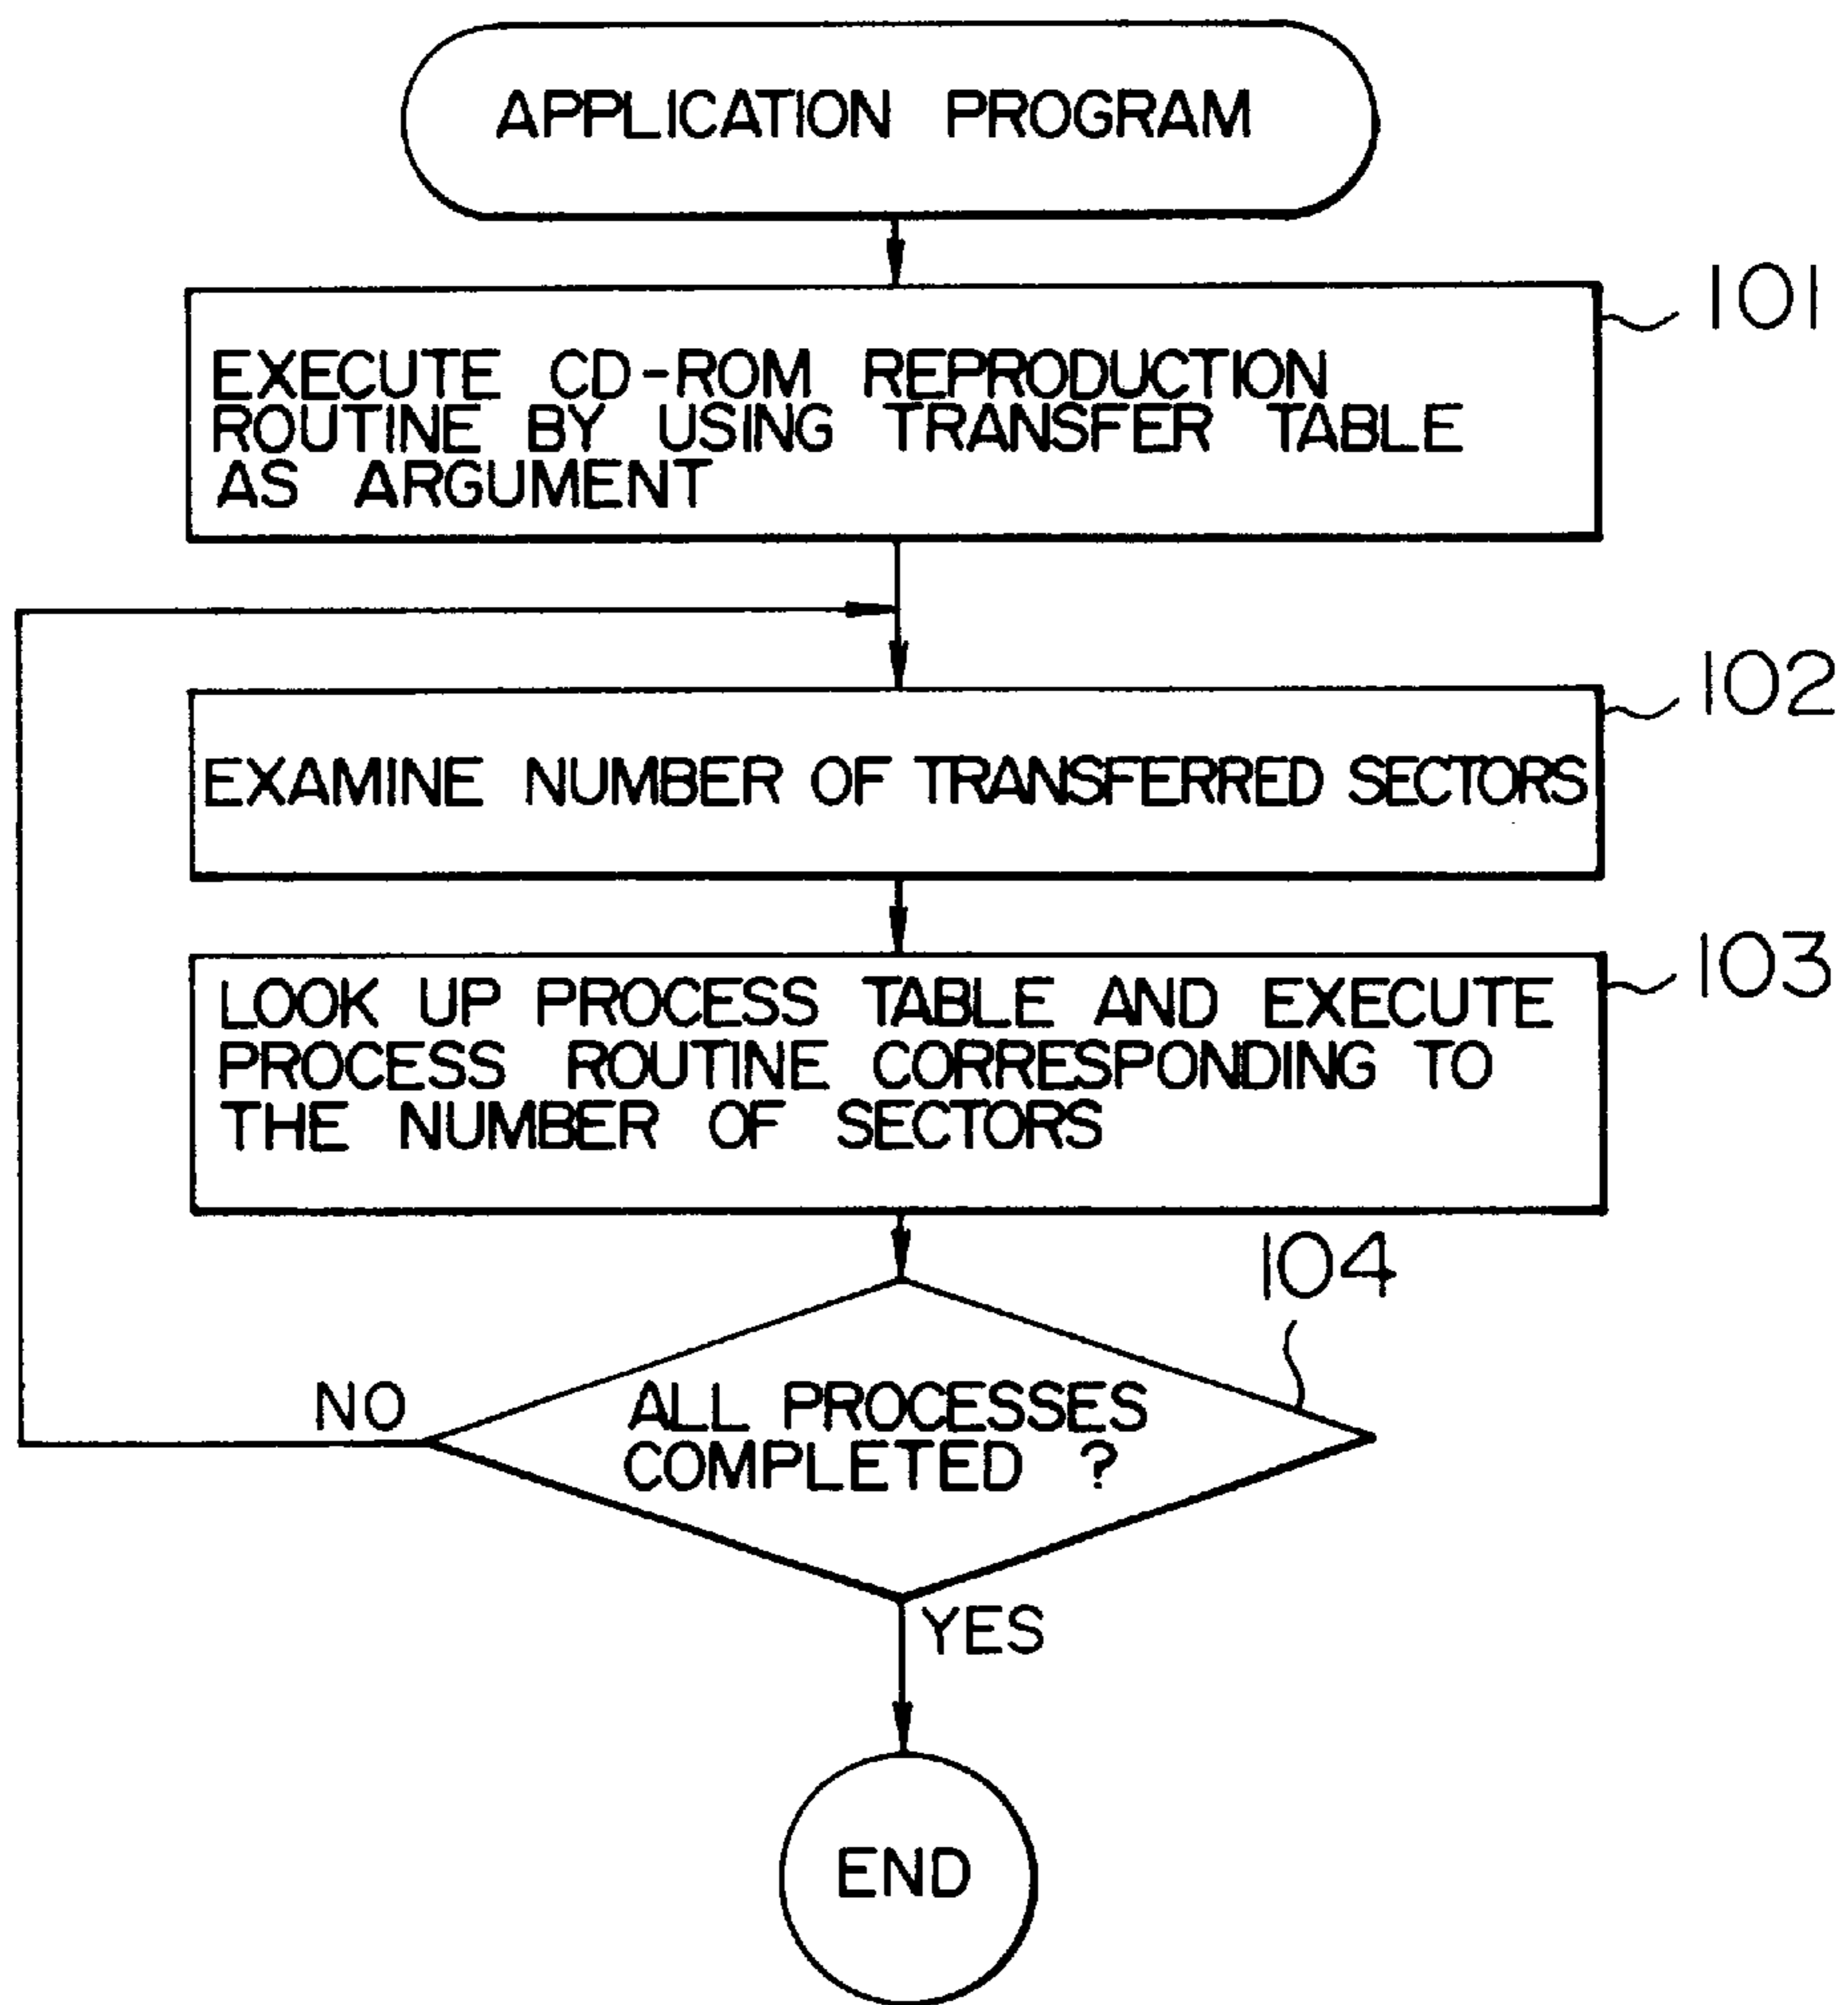 APPLICATION PROGRAM
101
EXECUTE CD-ROM REPRODUCTION
ROUTINE BY USING TRANSFER TABLE
AS ARGUMENT
102
EXAMINE NUMBER OF TRANSFERRED SECTORS
103
LOOK UP PROCESS TABLE AND EXECUTE
PROCESS ROUTINE CORRESPONDING TO
THE NUMBER OF SECTORS
104
NO
ALL PROCESSES
COMPLETED ?
YES
END